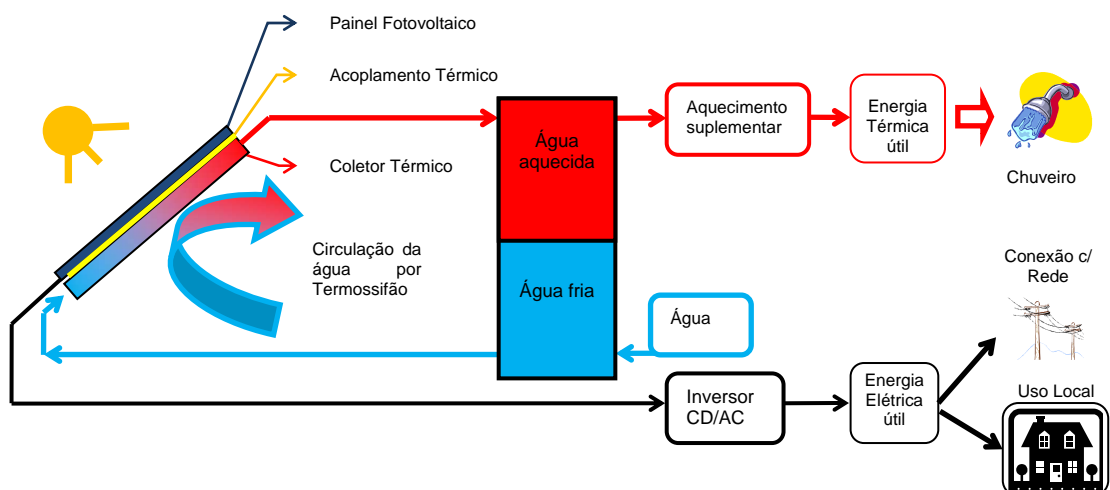 Painel Fotovoltaico
Acoplamento Térmico
Coletor Térmico
Circulação da
água por
Termossifão
Água
aquecida
Água fria
Água
Aquecimento
suplementar
Energia
Térmica
útil
Chuveiro
Conexão c/
Rede
Inversor
CD/AC
Energia
Elétrica
útil
Uso Local